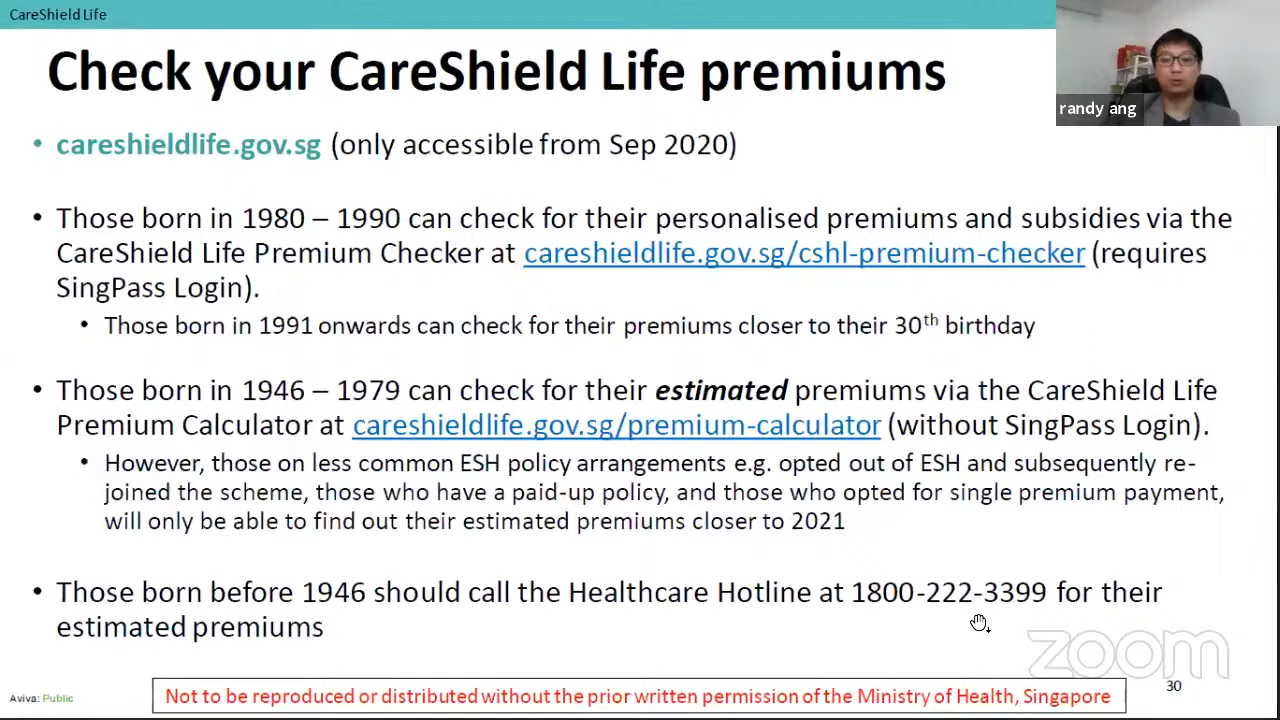 CareShield Life
Check your CareShield Life premiums
randy ang
• careshieldlife.gov.sg (only accessible from Sep 2020)
• Those born in 1980 – 1990 can check for their personalised premiums and subsidies via the
CareShield Life Premium Checker at careshieldlife.gov.sg/cshl-premium-checker (requires
SingPass Login).
• Those born in 1991 onwards can check for their premiums closer to their 30th birthday
• Those born in 1946 – 1979 can check for their estimated premiums via the CareShield Life
Premium Calculator at careshieldlife.gov.sg/premium-calculator (without SingPass Login).
• However, those on less common ESH policy arrangements e.g. opted out of ESH and subsequently re-
joined the scheme, those who have a paid-up policy, and those who opted for single premium payment,
will only be able to find out their estimated premiums closer to 2021
• Those born before 1946 should call the Healthcare Hotline at 1800-222-3399 for their
estimated premiums
zoom
Aviva: Public
Not to be reproduced or distributed without the prior written permission of the Ministry of Health, Singapore
30